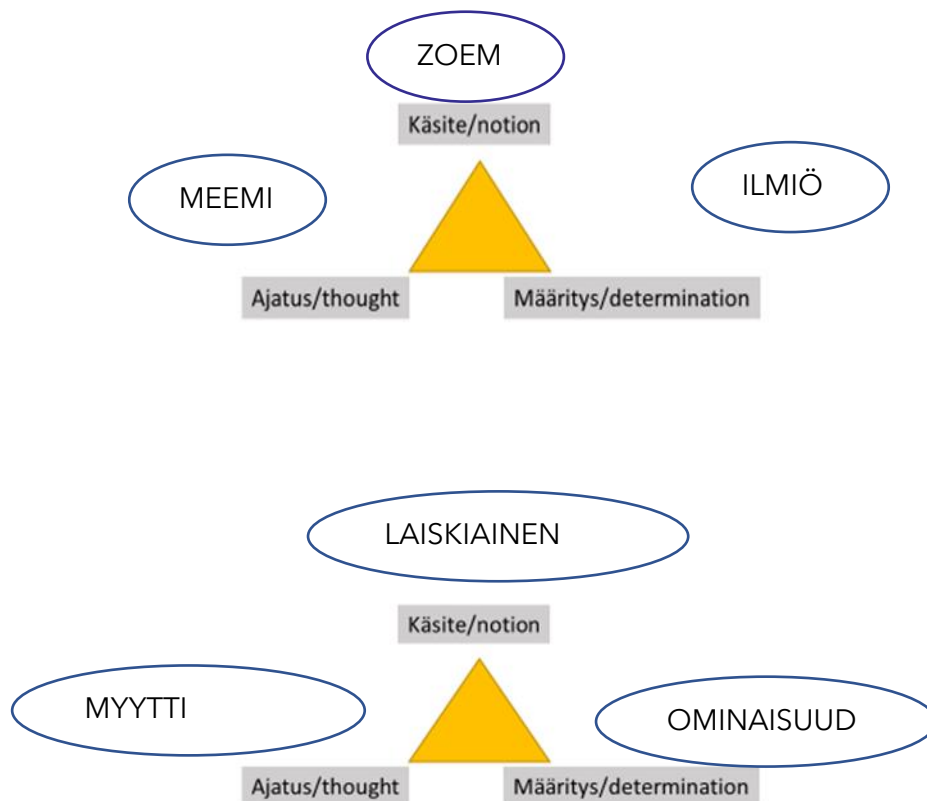 ZOEM
Käsite/notion
MEEMI
ILMIÖ
Ajatus/thought
Määritys/determination
LAISKIAINEN
Käsite/notion
MYYTTI
OMINAISUUD
Ajatus/thought
Määritys/determination